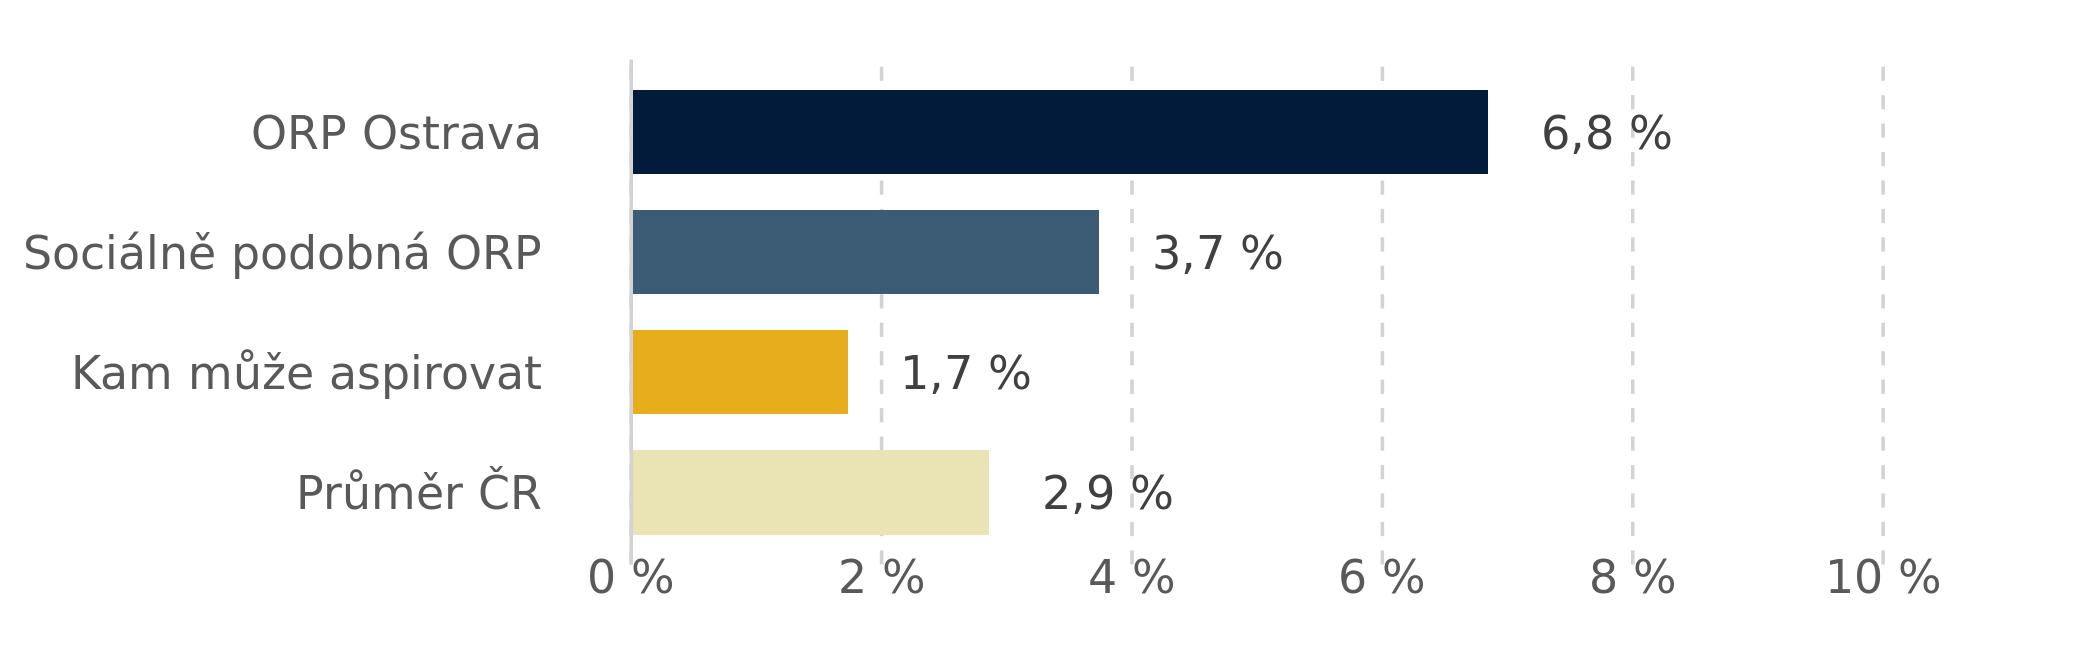 ORP Ostrava 6,8 %
Sociálně podobná ORP 3,7 %
Kam může aspirovat 1,7 %
Průměr ČR 2,9 %
0 % 2 % 4 % 6 % 8 % 10 %